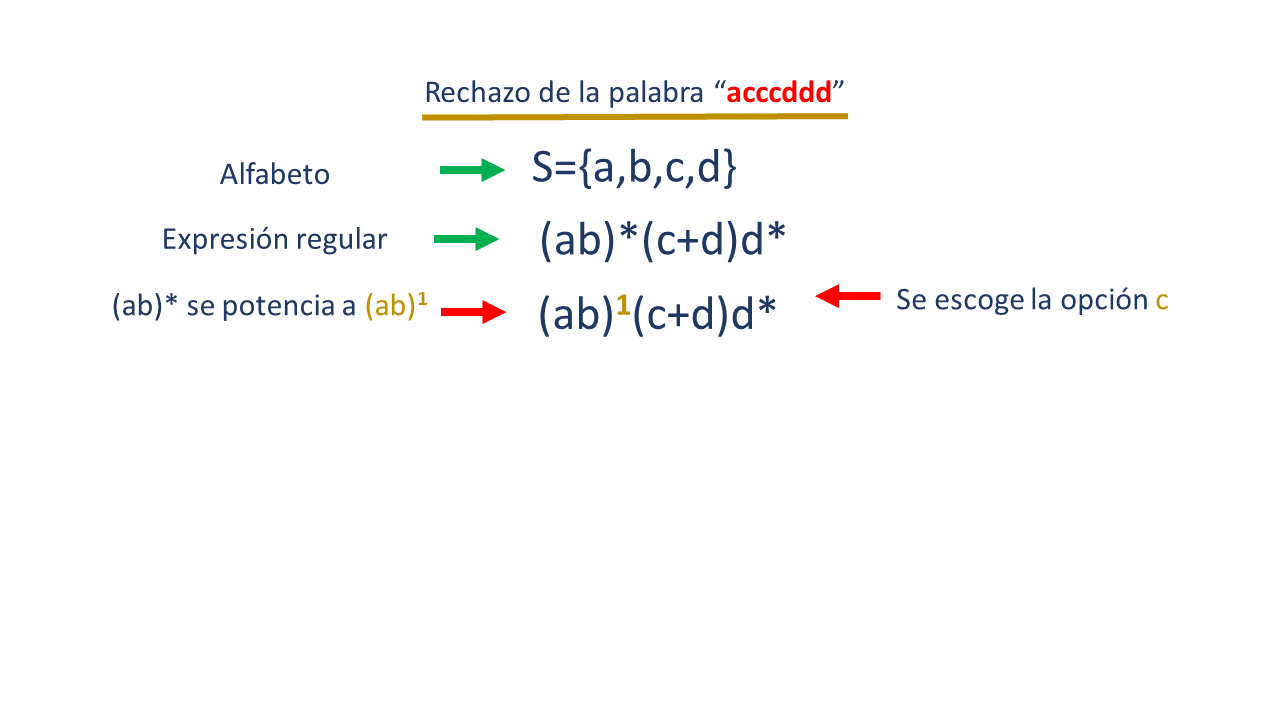 Rechazo de la palabra “acccddd”
Alfabeto
S={a,b,c,d}
Expresión regular
(ab)*(c+d)d*
(ab)* se potencia a (ab)¹
(ab)¹(c+d)d*
Se escoge la opción c